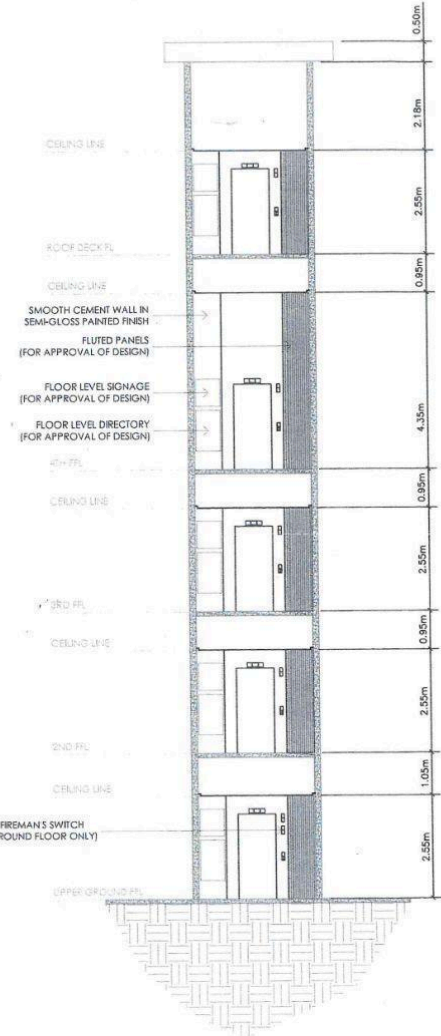 0.50m
2.18m
CEILING LINE
2.55m
ROOF DECK FL
0.95m
CEILING LINE
SMOOTH CEMENT WALL IN
SEMI-GLOSS PAINTED FINISH
FLUTED PANELS
(FOR APPROVAL OF DESIGN)
FLOOR LEVEL SIGNAGE
(FOR APPROVAL OF DESIGN)
4.35m
FLOOR LEVEL DIRECTORY
(FOR APPROVAL OF DESIGN)
4TH FFL
0.95m
CEILING LINE
2.55m
3RD FFL
0.95m
CEILING LINE
2.55m
2ND FFL
1.05m
CEILING LINE
FIREMAN'S SWITCH
ROUND FLOOR ONLY)
2.55m
UPPER GROUND FFL